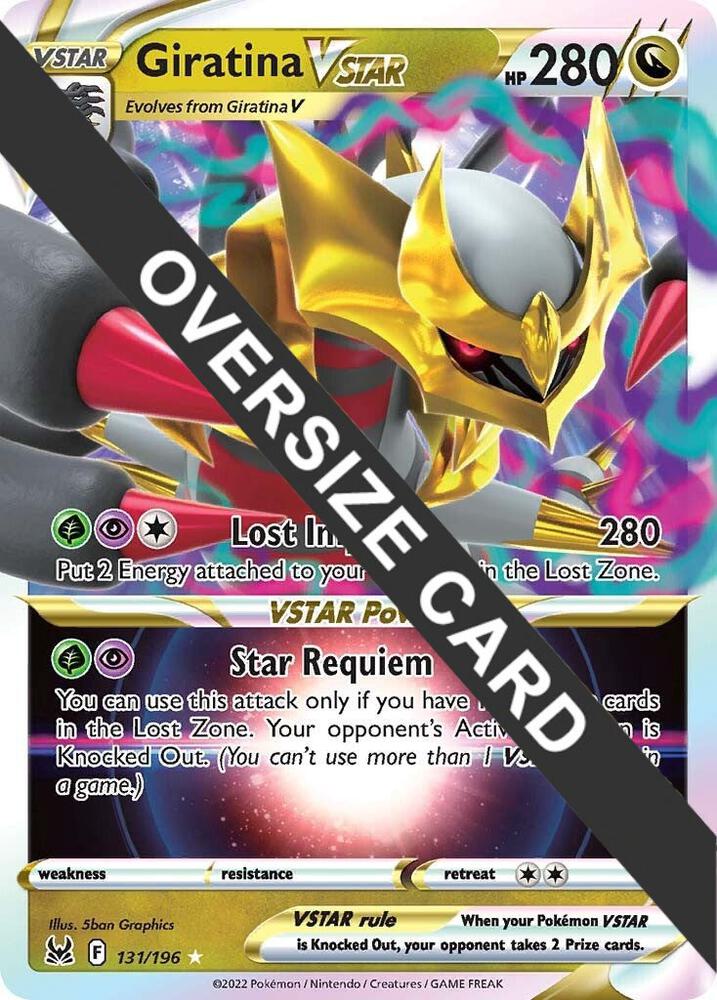 VSTAR
Giratina VSTAR
HP 280
Evolves from Giratina V
OVERSIZE CARD
Lost Im
280
Put 2 Energy attached to your
n the Lost Zone.
VSTAR Pow
Star Requiem
You can use this attack only if you have
cards
in the Lost Zone. Your opponent's Activ
n is
Knocked Out. (You can't use more than 1 VS
in
a game.)
weakness
resistance
retreat
Illus. 5ban Graphics
VSTAR rule
When your Pokémon VSTAR
is Knocked Out, your opponent takes 2 Prize cards.
F 131/196
©2022 Pokémon / Nintendo / Creatures / GAME FREAK